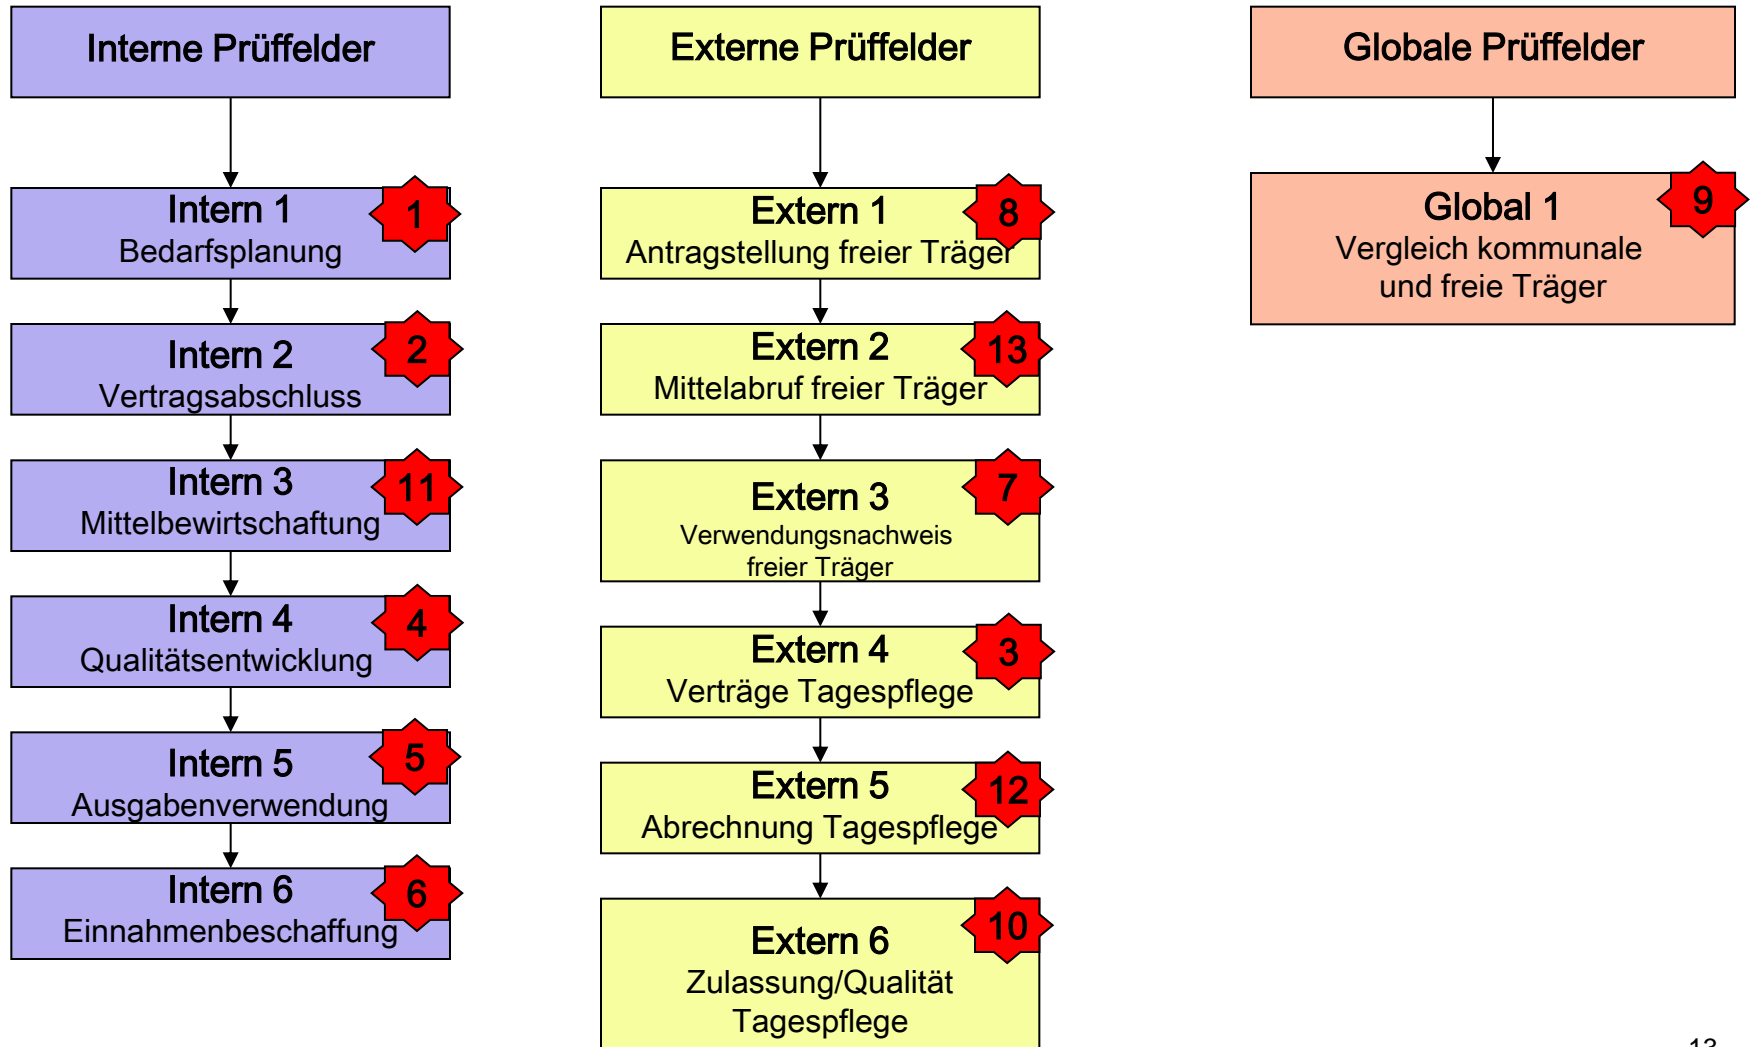 Interne Prüffelder
Intern 1
1
Bedarfsplanung
Intern 2
2
Vertragsabschluss
Intern 3
11
Mittelbewirtschaftung
Intern 4
4
Qualitätsentwicklung
Intern 5
5
Ausgabenverwendung
Intern 6
6
Einnahmenbeschaffung
Externe Prüffelder
Extern 1
8
Antragstellung freier Träger
Extern 2
13
Mittelabruf freier Träger
Extern 3
7
Verwendungsnachweis
freier Träger
Extern 4
3
Verträge Tagespflege
Extern 5
12
Abrechnung Tagespflege
Extern 6
10
Zulassung/Qualität
Tagespflege
Globale Prüffelder
Global 1
9
Vergleich kommunale
und freie Träger